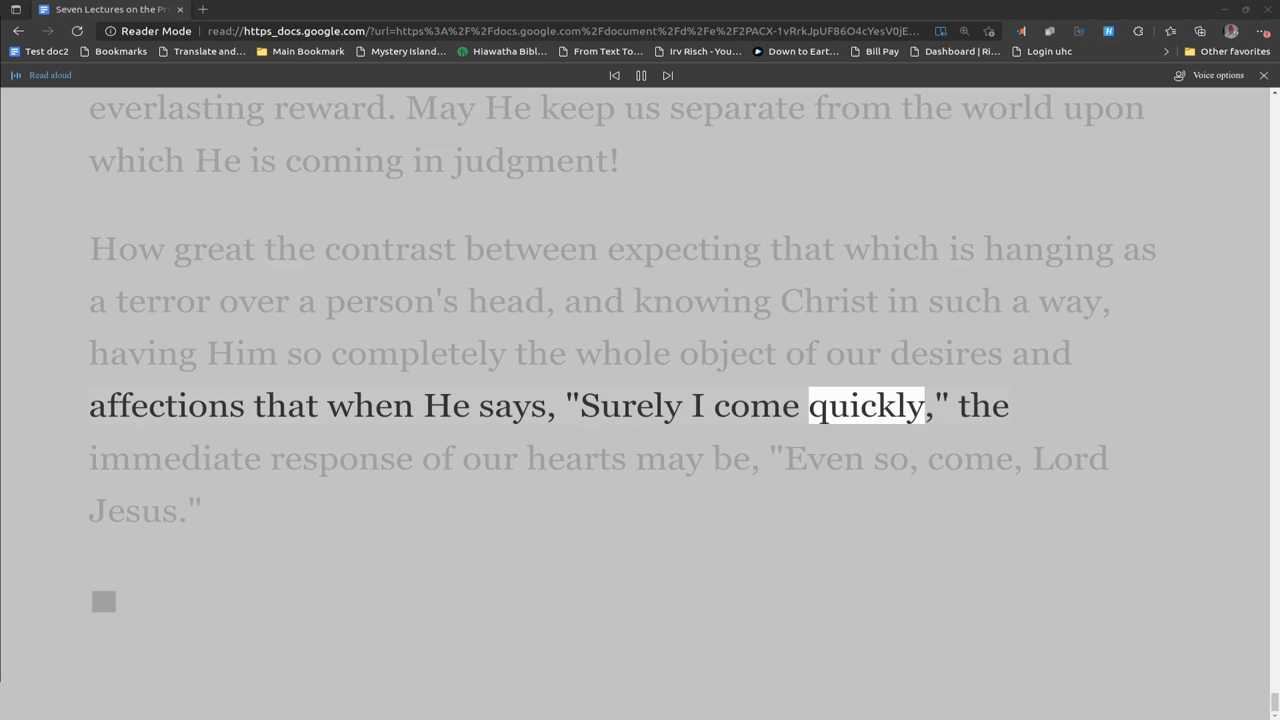 Seven Lectures on the Pr
Reader Mode read://https_docs.google.com/?url=https%3A%2F%2Fdocs.google.com%2Fdocument%2Fd%2Fe%2F2PACX-1vRrkJpUF86O4cYesV0jE...
Test doc2 Bookmarks Translate and... Main Bookmark Mystery Island... Hiawatha Bibl... From Text To... Irv Risch - You... Down to Eart... Bill Pay Dashboard | Ri... Login uhc Other favorites
Read aloud Voice options
everlasting reward. May He keep us separate from the world upon
which He is coming in judgment!
How great the contrast between expecting that which is hanging as
a terror over a person's head, and knowing Christ in such a way,
having Him so completely the whole object of our desires and
affections that when He says, "Surely I come quickly," the
immediate response of our hearts may be, "Even so, come, Lord
Jesus."